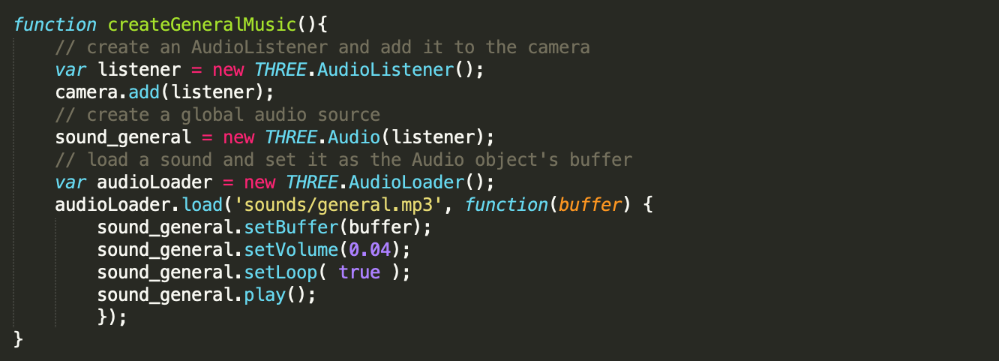 function createGeneralMusic(){
    // create an AudioListener and add it to the camera
    var listener = new THREE.AudioListener();
    camera.add(listener);
    // create a global audio source
    sound_general = new THREE.Audio(listener);
    // load a sound and set it as the Audio object's buffer
    var audioLoader = new THREE.AudioLoader();
    audioLoader.load('sounds/general.mp3', function(buffer) {
        sound_general.setBuffer(buffer);
        sound_general.setVolume(0.04);
        sound_general.setLoop( true );
        sound_general.play();
        });
}